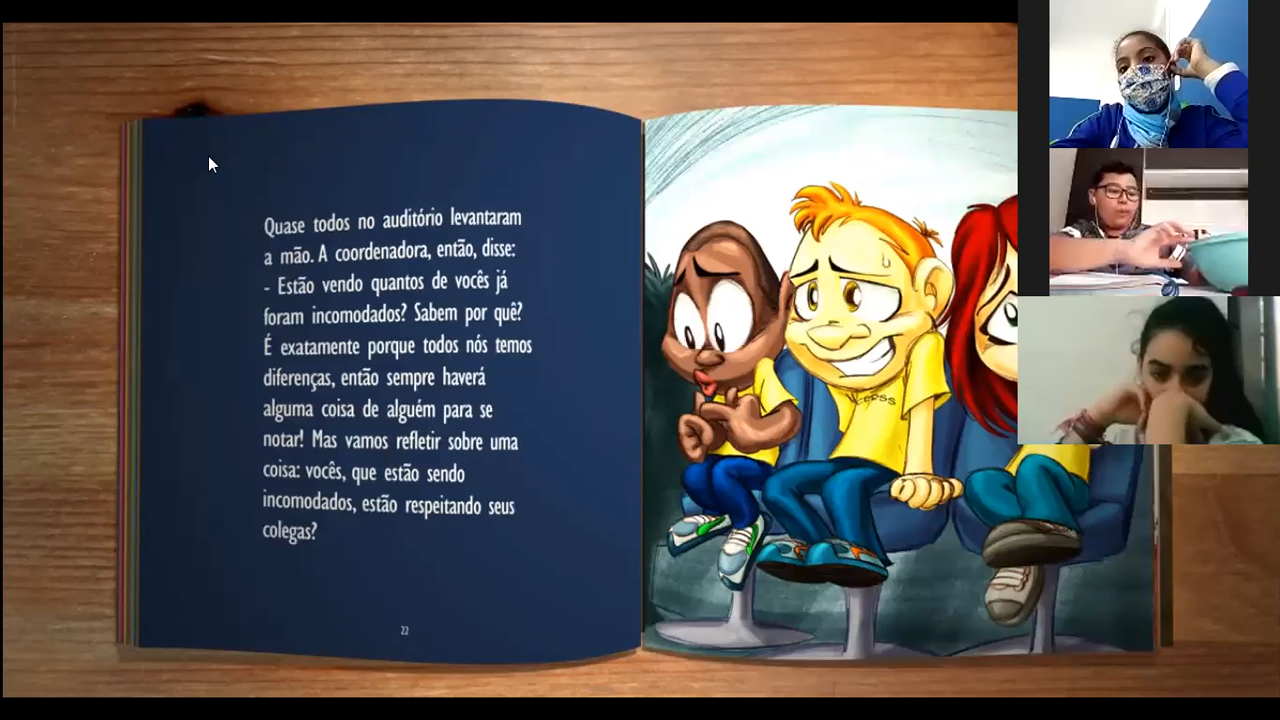 Quase todos no auditório levantaram
a mão. A coordenadora, então, disse:
- Estão vendo quantos de vocês já
foram incomodados? Sabem por quê?
É exatamente porque todos nós temos
diferenças, então sempre haverá
alguma coisa de alguém para se
notar! Mas vamos refletir sobre uma
coisa: vocês, que estão sendo
incomodados, estão respeitando seus
colegas?
22